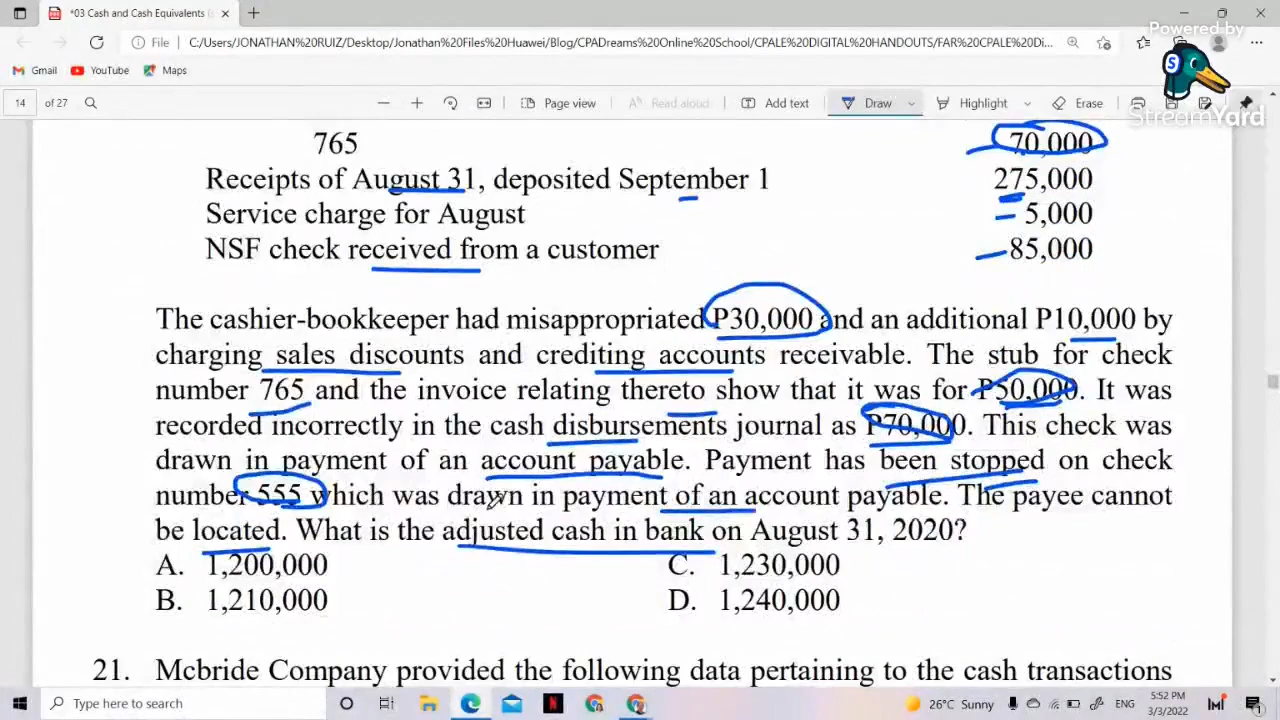 *03 Cash and Cash Equivalents (
Powered by
StreamYard
File
C:/Users/JONATHAN%20RUIZ/Desktop/Jonathan%20Files%20Huawei/Blog/CPADreams%20Online%20School/CPALE%20DIGITAL%20HANDOUTS/FAR%20CPALE%20Di...
Gmail YouTube Maps
14 of 27 Page view Read aloud Add text Draw Highlight Erase
765 70,000
Receipts of August 31, deposited September 1 275,000
Service charge for August 5,000
NSF check received from a customer 85,000
The cashier-bookkeeper had misappropriated P30,000 and an additional P10,000 by
charging sales discounts and crediting accounts receivable. The stub for check
number 765 and the invoice relating thereto show that it was for P50,000. It was
recorded incorrectly in the cash disbursements journal as P70,000. This check was
drawn in payment of an account payable. Payment has been stopped on check
number 555 which was drawn in payment of an account payable. The payee cannot
be located. What is the adjusted cash in bank on August 31, 2020?
A. 1,200,000 C. 1,230,000
B. 1,210,000 D. 1,240,000
21. Mcbride Company provided the following data pertaining to the cash transactions
Type here to search
26°C Sunny
ENG
5:52 PM
3/3/2022